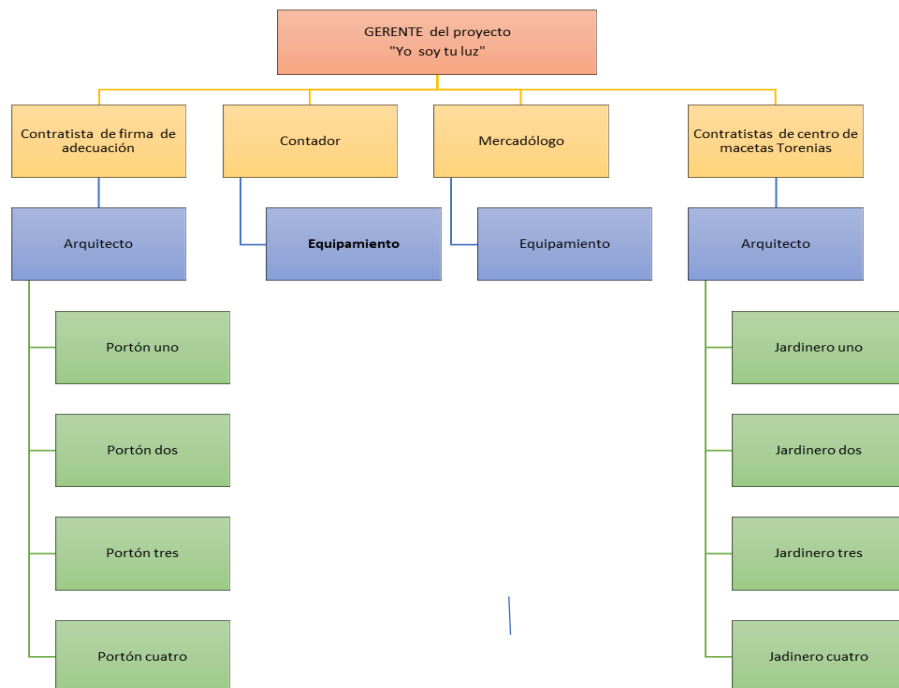 GERENTE del proyecto
"Yo soy tu luz"
Contratista de firma de
adecuación
Contador
Mercadólogo
Contratistas de centro de
macetas Torenias
Arquitecto
Equipamiento
Equipamiento
Arquitecto
Portón uno
Jardinero uno
Portón dos
Jardinero dos
Portón tres
Jardinero tres
Portón cuatro
Jadinero cuatro